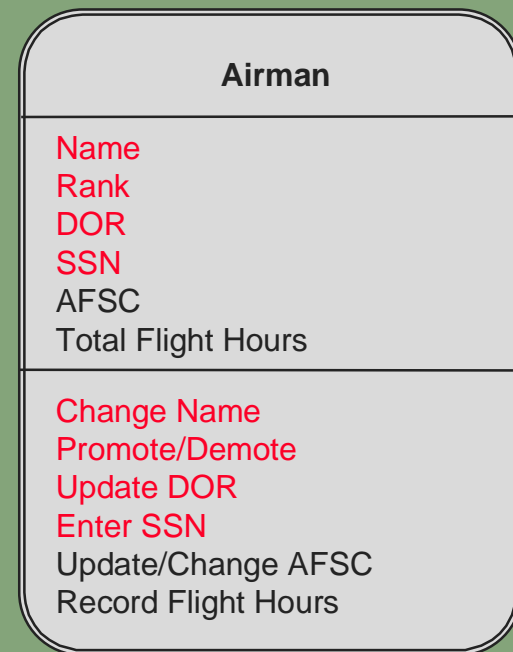 Airman
Name
Rank
DOR
SSN
AFSC
Total Flight Hours
Change Name
Promote/Demote
Update DOR
Enter SSN
Update/Change AFSC
Record Flight Hours